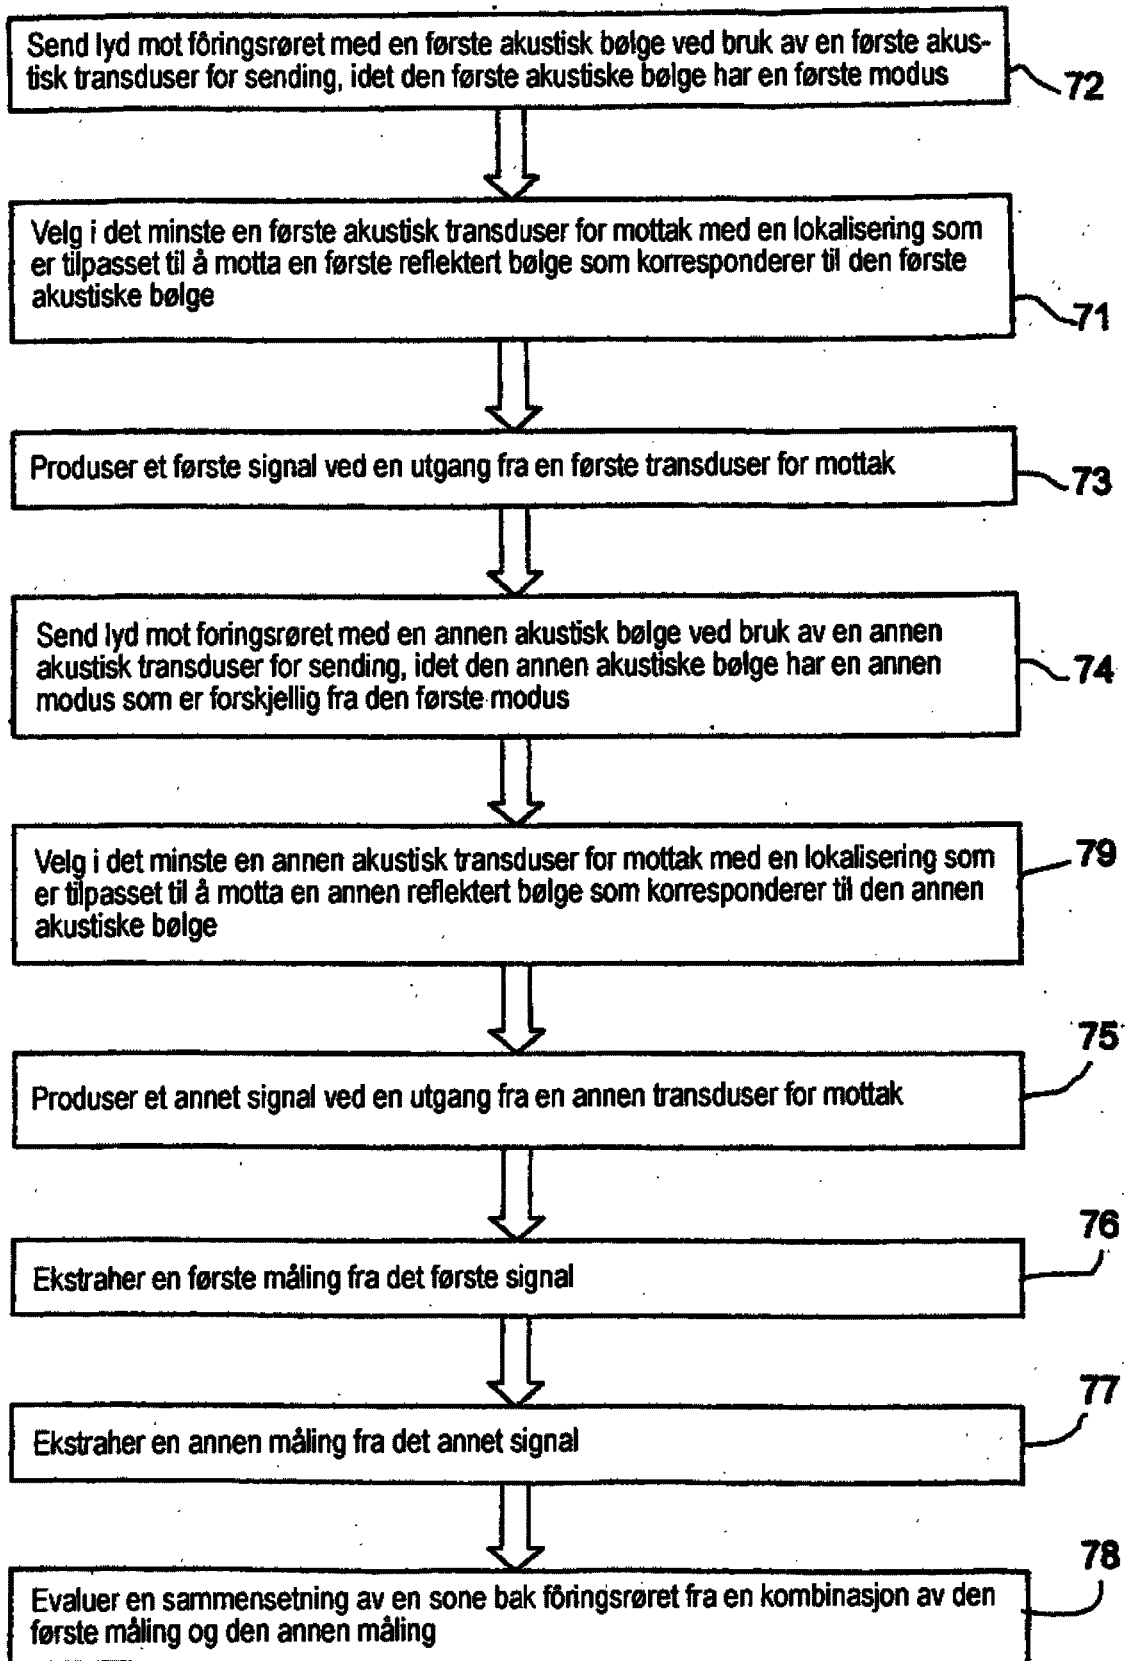 Send lyd mot fôringsrøret med en første akustisk bølge ved bruk av en første akus-
tisk transduser for sending, idet den første akustiske bølge har en første modus
72
Velg i det minste en første akustisk transduser for mottak med en lokalisering som
er tilpasset til å motta en første reflektert bølge som korresponderer til den første
akustiske bølge
71
Produser et første signal ved en utgang fra en første transduser for mottak
73
Send lyd mot foringsrøret med en annen akustisk bølge ved bruk av en annen
akustisk transduser for sending, idet den annen akustiske bølge har en annen
modus som er forskjellig fra den første modus
74
Velg i det minste en annen akustisk transduser for mottak med en lokalisering som
er tilpasset til å motta en annen reflektert bølge som korresponderer til den annen
akustiske bølge
79
Produser et annet signal ved en utgang fra en annen transduser for mottak
75
Ekstraher en første måling fra det første signal
76
Ekstraher en annen måling fra det annet signal
77
Evaluer en sammensetning av en sone bak fôringsrøret fra en kombinasjon av den
første måling og den annen måling
78